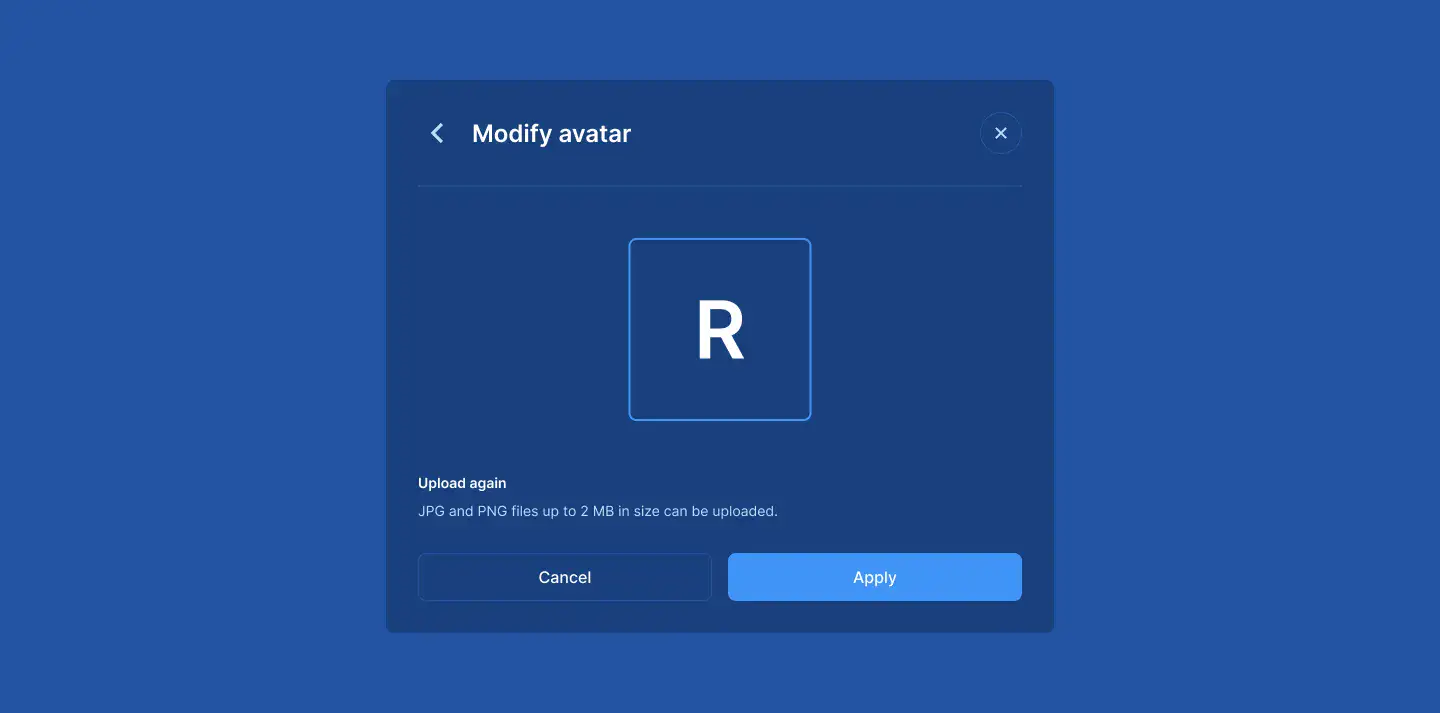 Modify avatar
R
Upload again
JPG and PNG files up to 2 MB in size can be uploaded.
Cancel
Apply